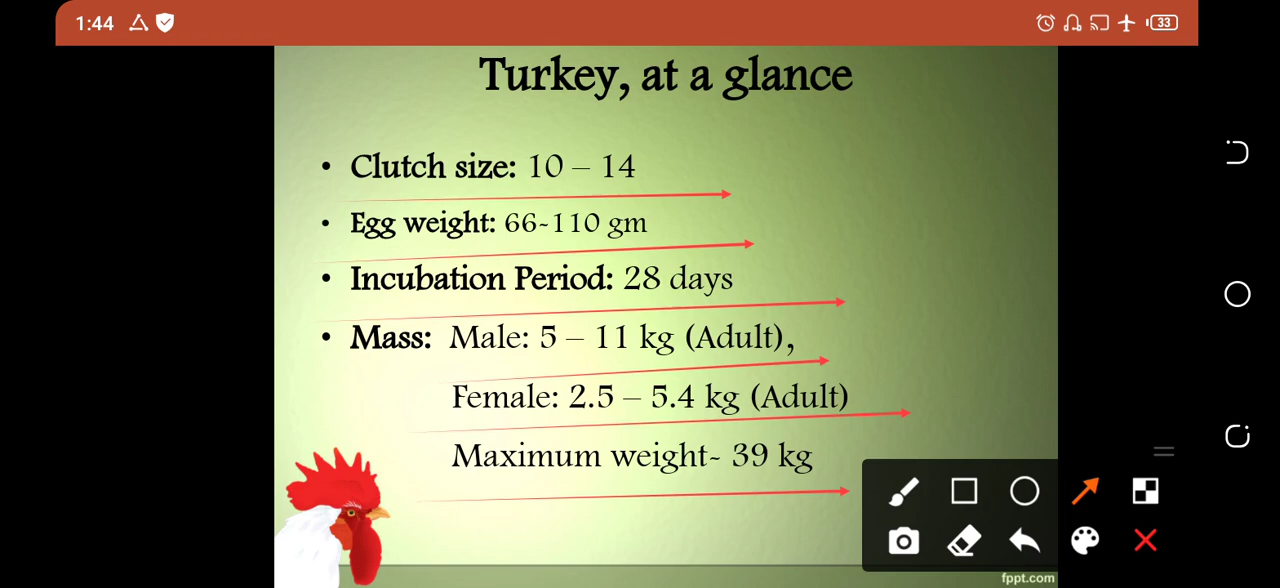 1:44
33
Turkey, at a glance
• Clutch size: 10 – 14
• Egg weight: 66-110 gm
• Incubation Period: 28 days
• Mass: Male: 5 – 11 kg (Adult),
Female: 2.5 – 5.4 kg (Adult)
Maximum weight- 39 kg
fppt.com